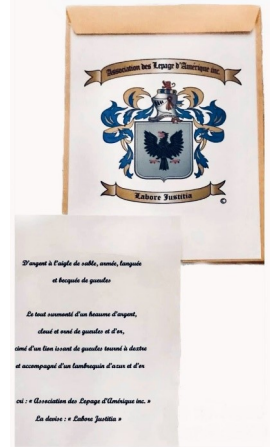 Association des Lepage d'Amérique inc.
Labore Justitia
©
D'argent à l'aigle de sable, armée, languée
et becquée de gueules
Le tout surmonté d'un heaume d'argent,
cloué et orné de gueules et d'or,
cimé d'un lion issant de gueules tourné à dextre
et accompagné d'un lambrequin d'azur et d'or
cri : « Association des Lepage d'Amérique inc. »
La devise : « Labore Justitia »